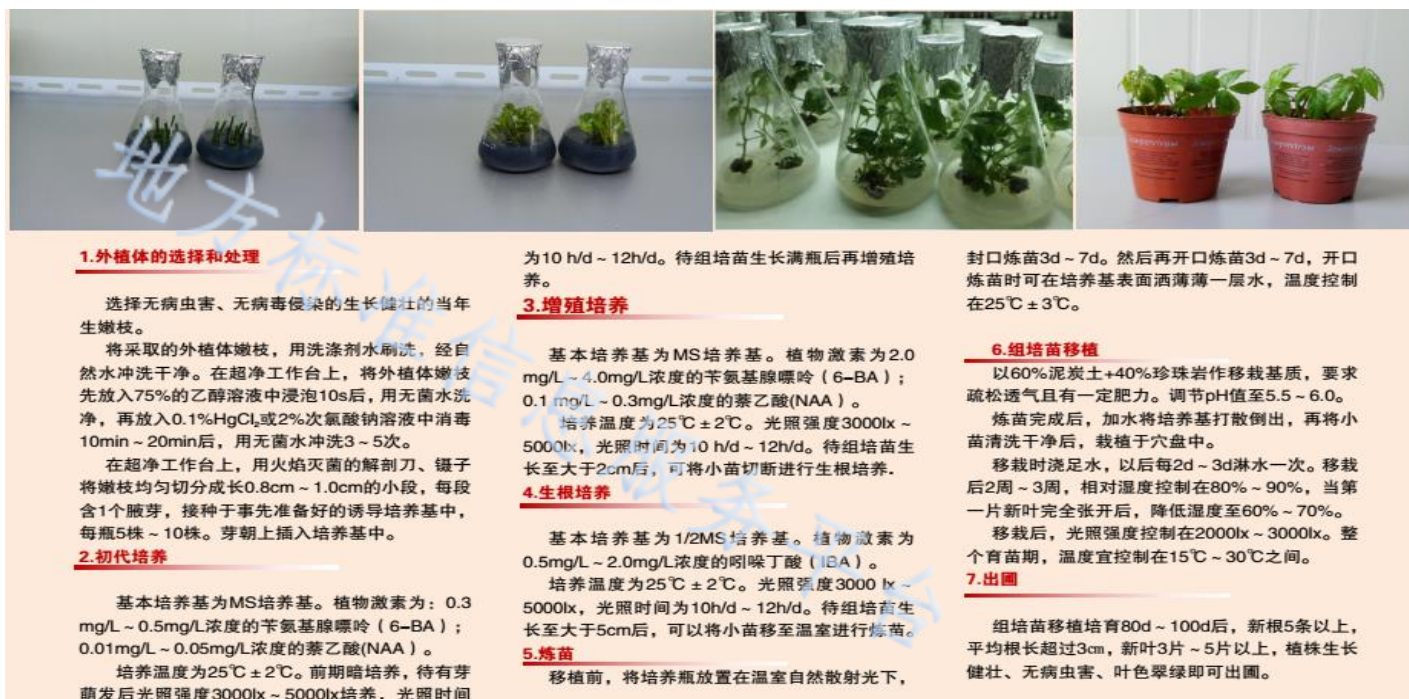 1.外植体的选择和处理
选择无病虫害、无病毒侵染的生长健壮的当年
生嫩枝。
将采取的外植体嫩枝，用洗涤剂水刷洗，经自
然水冲洗干净。在超净工作台上，将外植体嫩枝
先放入75%的乙醇溶液中浸泡10s后，用无菌水洗
净，再放入0.1%HgCl₂或2%次氯酸钠溶液中消毒
10min～20min后，用无菌水冲洗3～5次。
在超净工作台上，用火焰灭菌的解剖刀、镊子
将嫩枝均匀切分成长0.8cm～1.0cm的小段，每段
含1个腋芽，接种于事先准备好的诱导培养基中，
每瓶5株～10株。芽朝上插入培养基中。
2.初代培养
基本培养基为MS培养基。植物激素为：0.3
mg/L～0.5mg/L浓度的苄氨基腺嘌呤（6-BA）；
0.01mg/L～0.05mg/L浓度的萘乙酸(NAA）。
培养温度为25℃±2℃。前期暗培养，待有芽
萌发后光照强度3000lx～5000lx培养，光照时间
为10 h/d～12h/d。待组培苗生长满瓶后再增殖培
养。
3.增殖培养
基本培养基为MS培养基。植物激素为2.0
mg/L～4.0mg/L浓度的苄氨基腺嘌呤（6-BA）；
0.1 mg/L～0.3mg/L浓度的萘乙酸(NAA）。
培养温度为25℃±2℃。光照强度3000lx～
5000lx，光照时间为10 h/d～12h/d。待组培苗生
长至大于2cm后，可将小苗切断进行生根培养.
4.生根培养
基本培养基为1/2MS培养基。植物激素为
0.5mg/L～2.0mg/L浓度的吲哚丁酸（IBA）。
培养温度为25℃±2℃。光照强度3000 lx～
5000lx，光照时间为10h/d～12h/d。待组培苗生
长至大于5cm后，可以将小苗移至温室进行炼苗。
5.炼苗
移植前，将培养瓶放置在温室自然散射光下，
封口炼苗3d～7d。然后再开口炼苗3d～7d，开口
炼苗时可在培养基表面洒薄薄一层水，温度控制
在25℃±3℃。
6.组培苗移植
以60%泥炭土+40%珍珠岩作移栽基质，要求
疏松透气且有一定肥力。调节pH值至5.5～6.0。
炼苗完成后，加水将培养基打散倒出，再将小
苗清洗干净后，栽植于穴盘中。
移栽时浇足水，以后每2d～3d淋水一次。移栽
后2周～3周，相对湿度控制在80%～90%，当第
一片新叶完全张开后，降低湿度至60%～70%。
移栽后，光照强度控制在2000lx～3000lx。整
个育苗期，温度宜控制在15℃～30℃之间。
7.出圃
组培苗移植培育80d～100d后，新根5条以上，
平均根长超过3cm，新叶3片～5片以上，植株生长
健壮、无病虫害、叶色翠绿即可出圃。
地方标准信息服务平台